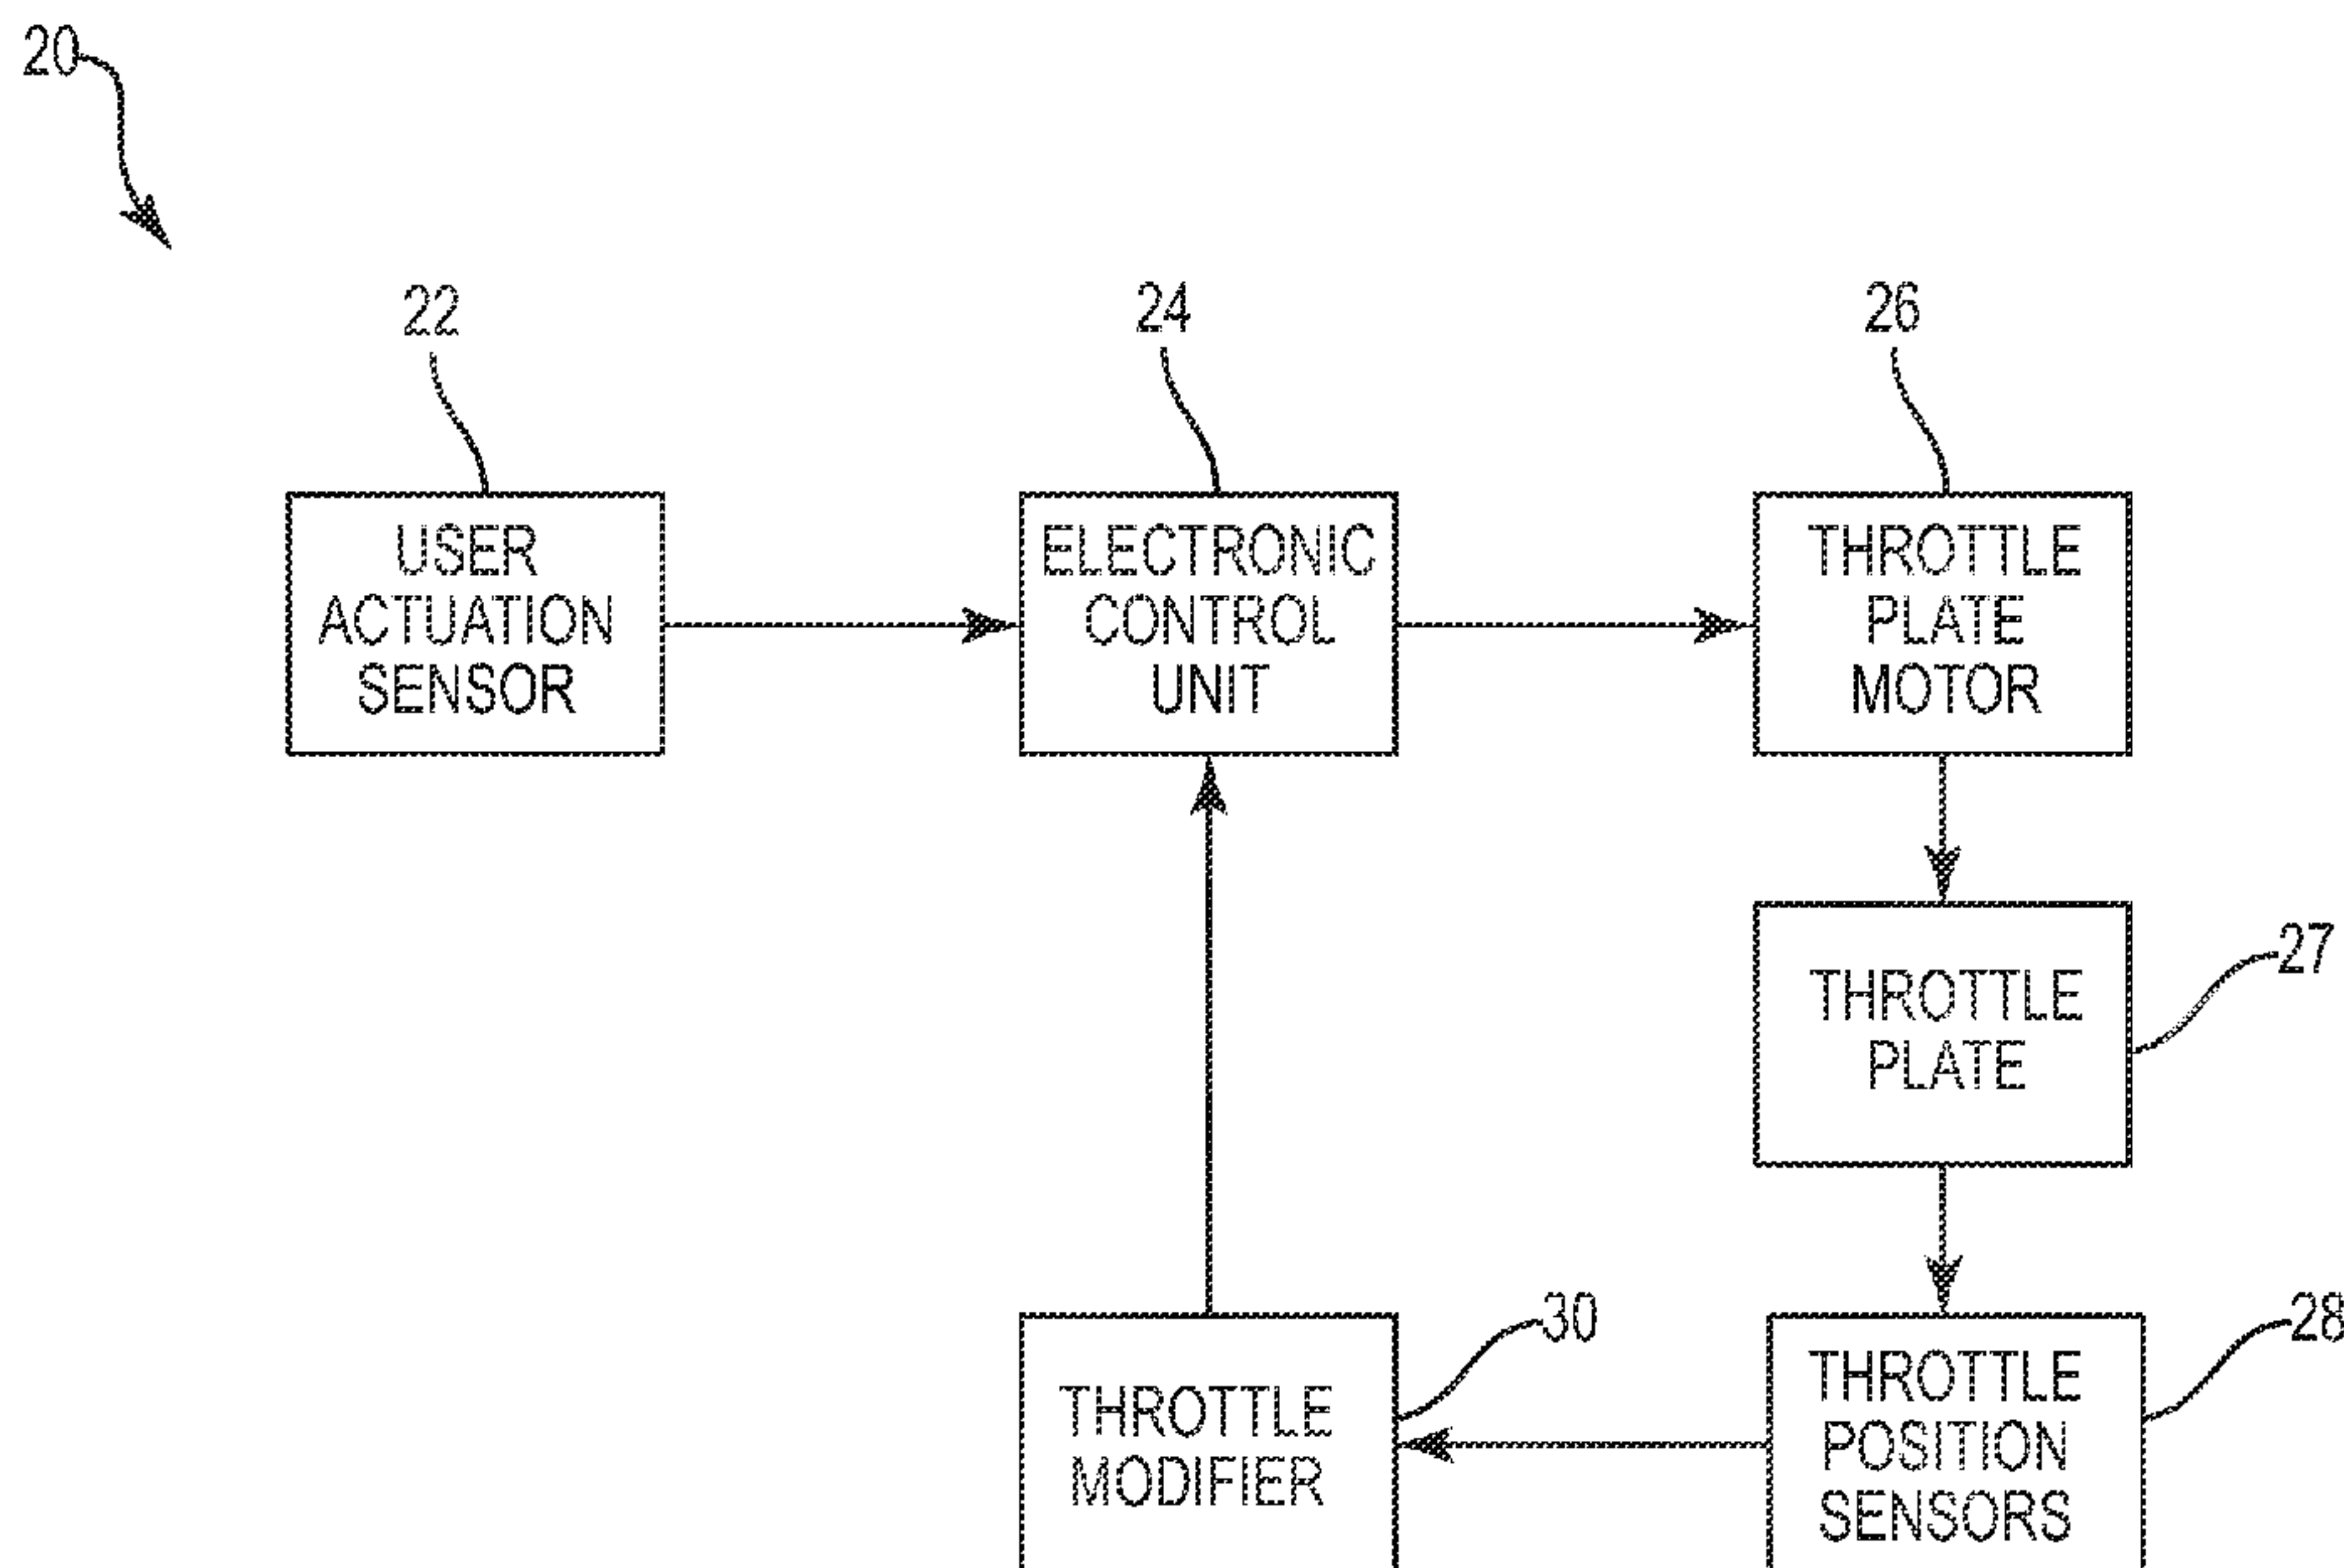 20
22
24
26
USER
ACTUATION
SENSOR
ELECTRONIC
CONTROL
UNIT
THROTTLE
PLATE
MOTOR
27
THROTTLE
PLATE
30
28
THROTTLE
MODIFIER
THROTTLE
POSITION
SENSORS